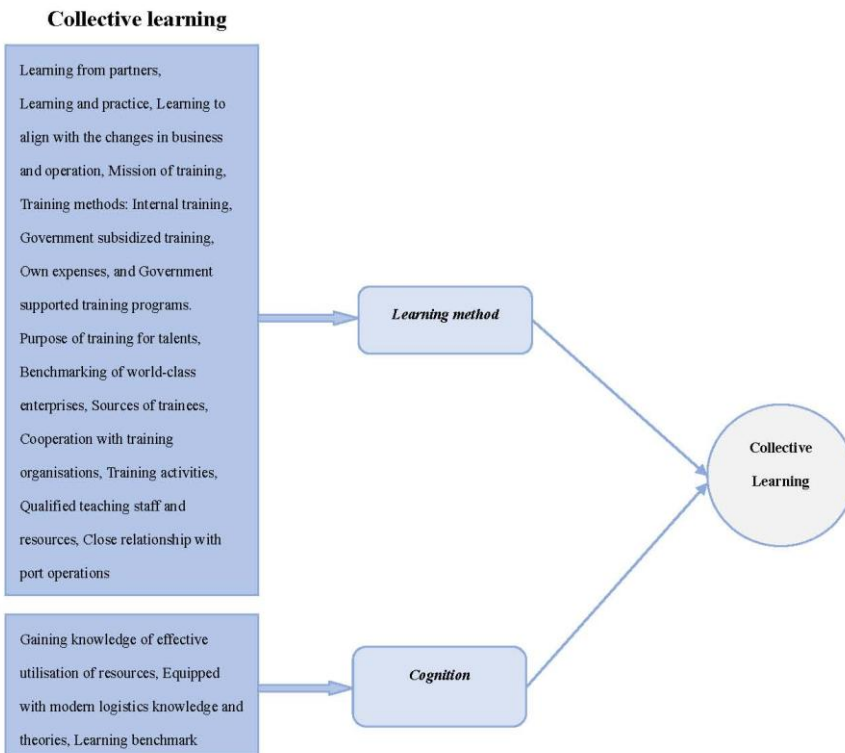 Collective learning
Learning from partners,
Learning and practice, Learning to
align with the changes in business
and operation, Mission of training,
Training methods: Internal training,
Government subsidized training,
Own expenses, and Government
supported training programs.
Purpose of training for talents,
Benchmarking of world-class
enterprises, Sources of trainees,
Cooperation with training
organisations, Training activities,
Qualified teaching staff and
resources, Close relationship with
port operations
Learning method
Collective
Learning
Gaining knowledge of effective
utilisation of resources, Equipped
with modern logistics knowledge and
theories, Learning benchmark
Cognition